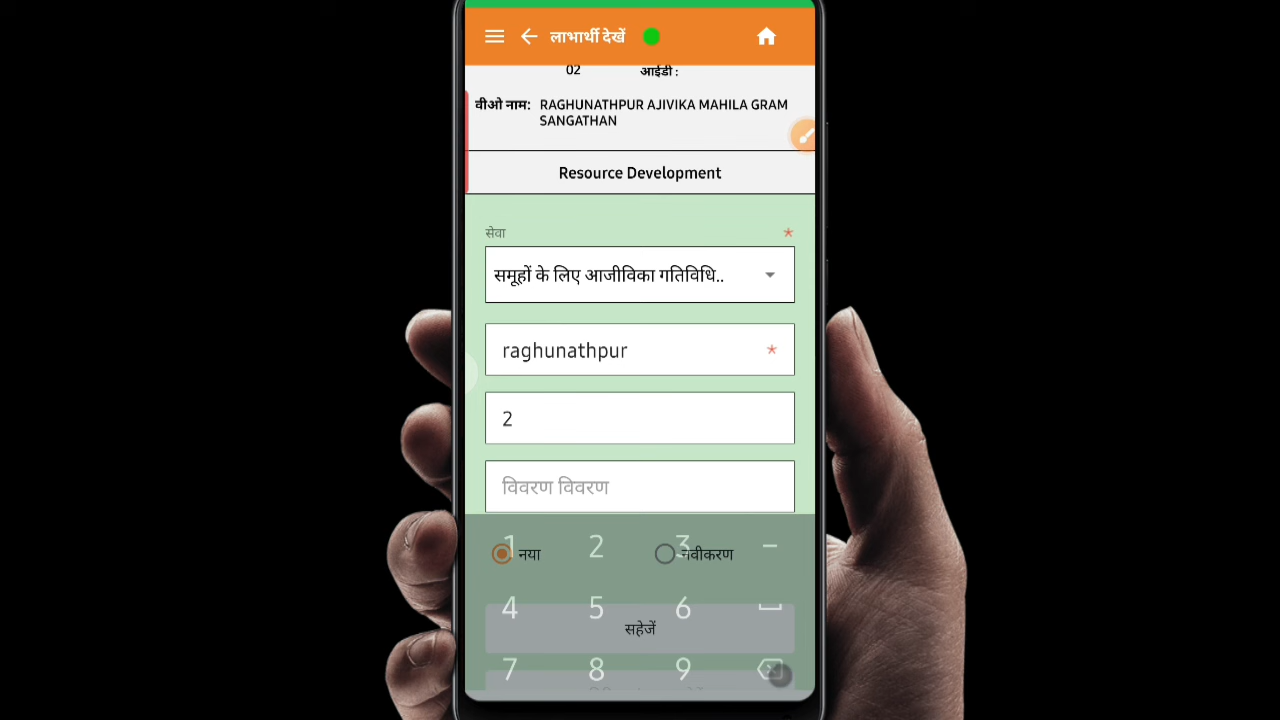 लाभार्थी देखें
02 आईडी :
वीओ नाम: RAGHUNATHPUR AJIVIKA MAHILA GRAM
SANGATHAN
Resource Development
सेवा *
समूहों के लिए आजीविका गतिविधि..
raghunathpur *
2
विवरण विवरण
1 2 3 -
नया नवीकरण
4 5 6
सहेजें
7 8 9